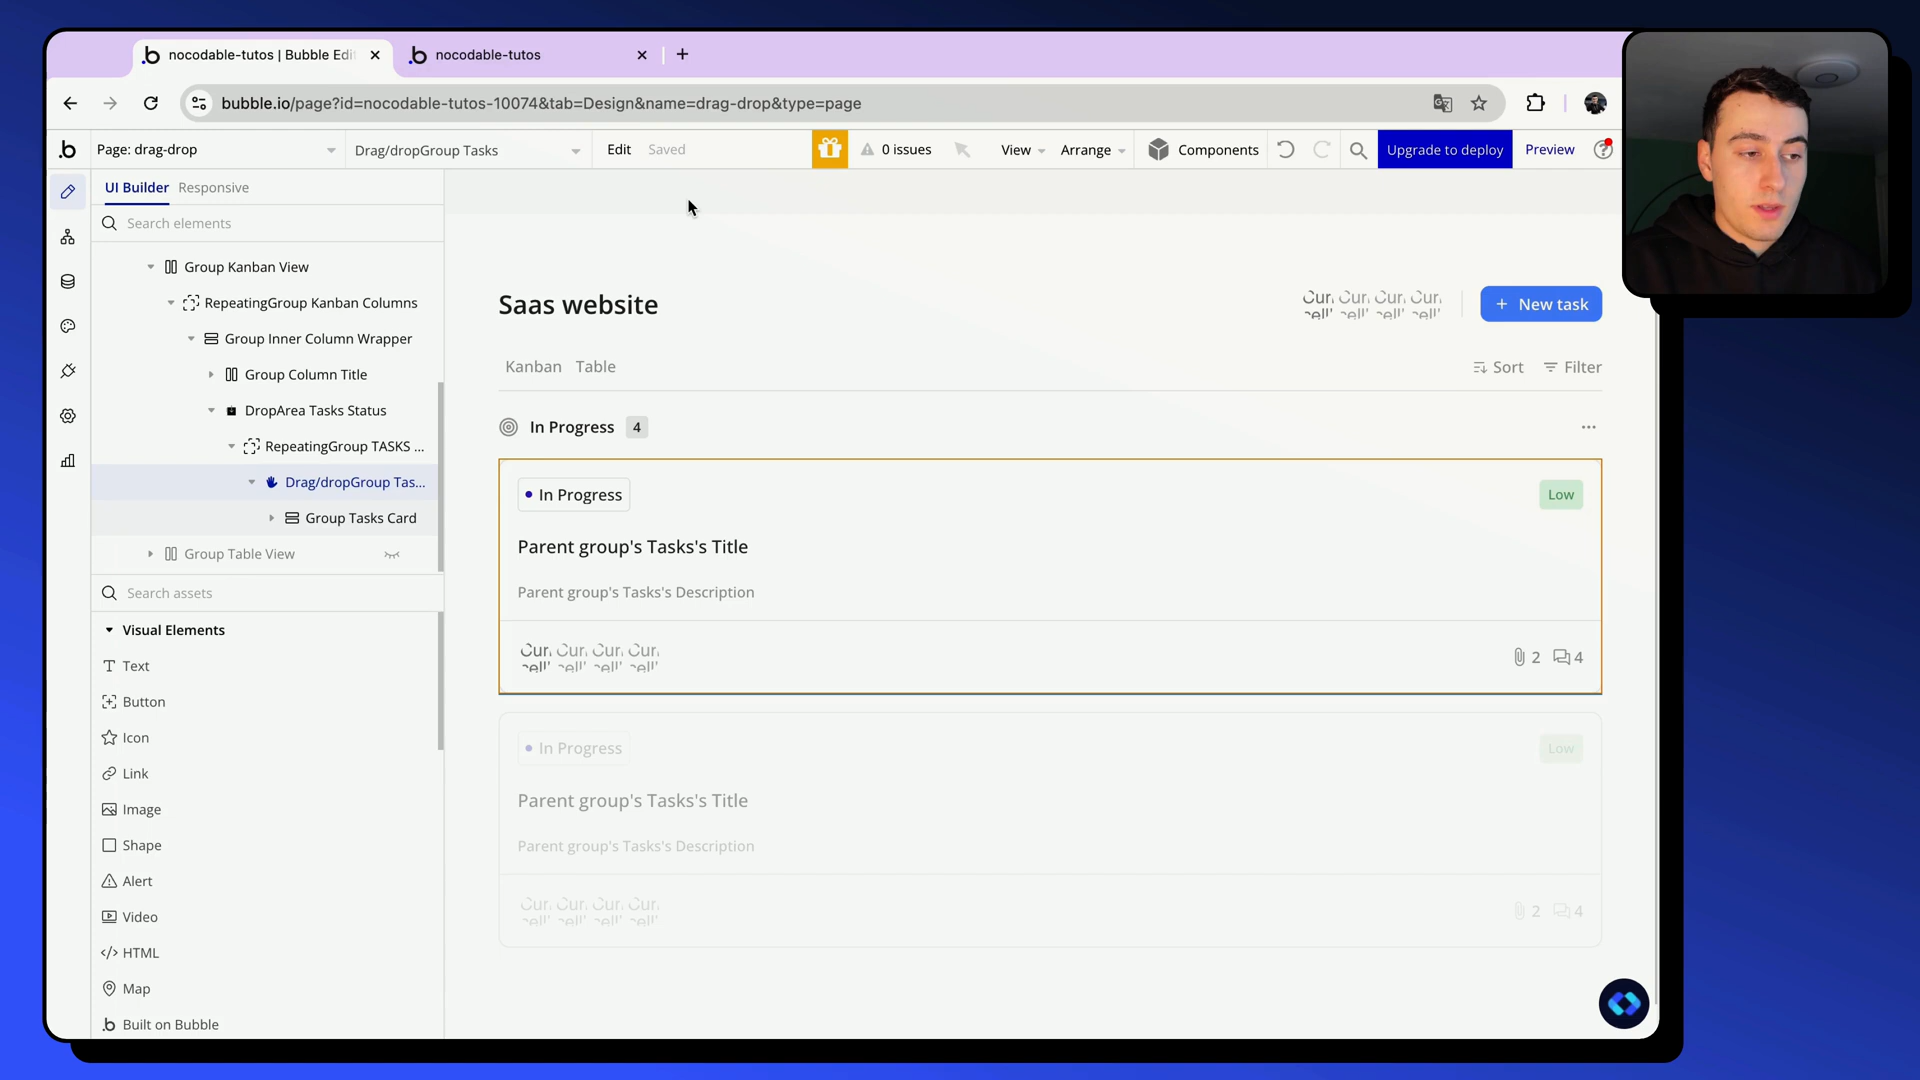 nocodable-tutos | Bubble Edi
nocodable-tutos
bubble.io/page?id=nocodable-tutos-10074&tab=Design&name=drag-drop&type=page
Page: drag-drop
Drag/dropGroup Tasks
Edit
Saved
0 issues
View
Arrange
Components
Upgrade to deploy
Preview
UI Builder
Responsive
Search elements
Group Kanban View
RepeatingGroup Kanban Columns
Group Inner Column Wrapper
Group Column Title
DropArea Tasks Status
RepeatingGroup TASKS ...
Drag/dropGroup Tas...
Group Tasks Card
Group Table View
Search assets
Visual Elements
Text
Button
Icon
Link
Image
Shape
Alert
Video
HTML
Map
Built on Bubble
Saas website
New task
Kanban
Table
Sort
Filter
In Progress 4
In Progress
Low
Parent group's Tasks's Title
Parent group's Tasks's Description
2
4
In Progress
Low
Parent group's Tasks's Title
Parent group's Tasks's Description
2
4